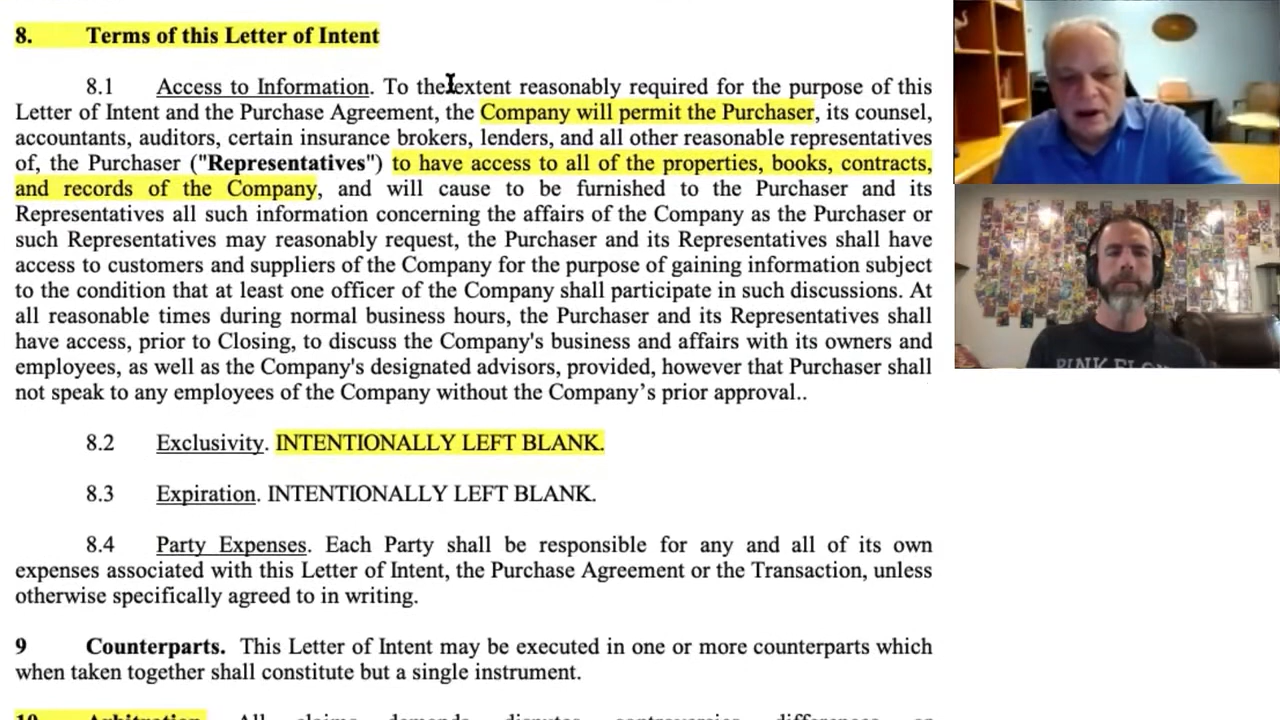 8. Terms of this Letter of Intent
8.1 Access to Information. To the extent reasonably required for the purpose of this
Letter of Intent and the Purchase Agreement, the Company will permit the Purchaser, its counsel,
accountants, auditors, certain insurance brokers, lenders, and all other reasonable representatives
of, the Purchaser ("Representatives") to have access to all of the properties, books, contracts,
and records of the Company, and will cause to be furnished to the Purchaser and its
Representatives all such information concerning the affairs of the Company as the Purchaser or
such Representatives may reasonably request, the Purchaser and its Representatives shall have
access to customers and suppliers of the Company for the purpose of gaining information subject
to the condition that at least one officer of the Company shall participate in such discussions. At
all reasonable times during normal business hours, the Purchaser and its Representatives shall
have access, prior to Closing, to discuss the Company's business and affairs with its owners and
employees, as well as the Company's designated advisors, provided, however that Purchaser shall
not speak to any employees of the Company without the Company’s prior approval..
8.2 Exclusivity. INTENTIONALLY LEFT BLANK.
8.3 Expiration. INTENTIONALLY LEFT BLANK.
8.4 Party Expenses. Each Party shall be responsible for any and all of its own
expenses associated with this Letter of Intent, the Purchase Agreement or the Transaction, unless
otherwise specifically agreed to in writing.
9 Counterparts. This Letter of Intent may be executed in one or more counterparts which
when taken together shall constitute but a single instrument.
10 Arbitration. All claims, demands, disputes, controversies, differences, or
PINK FLO